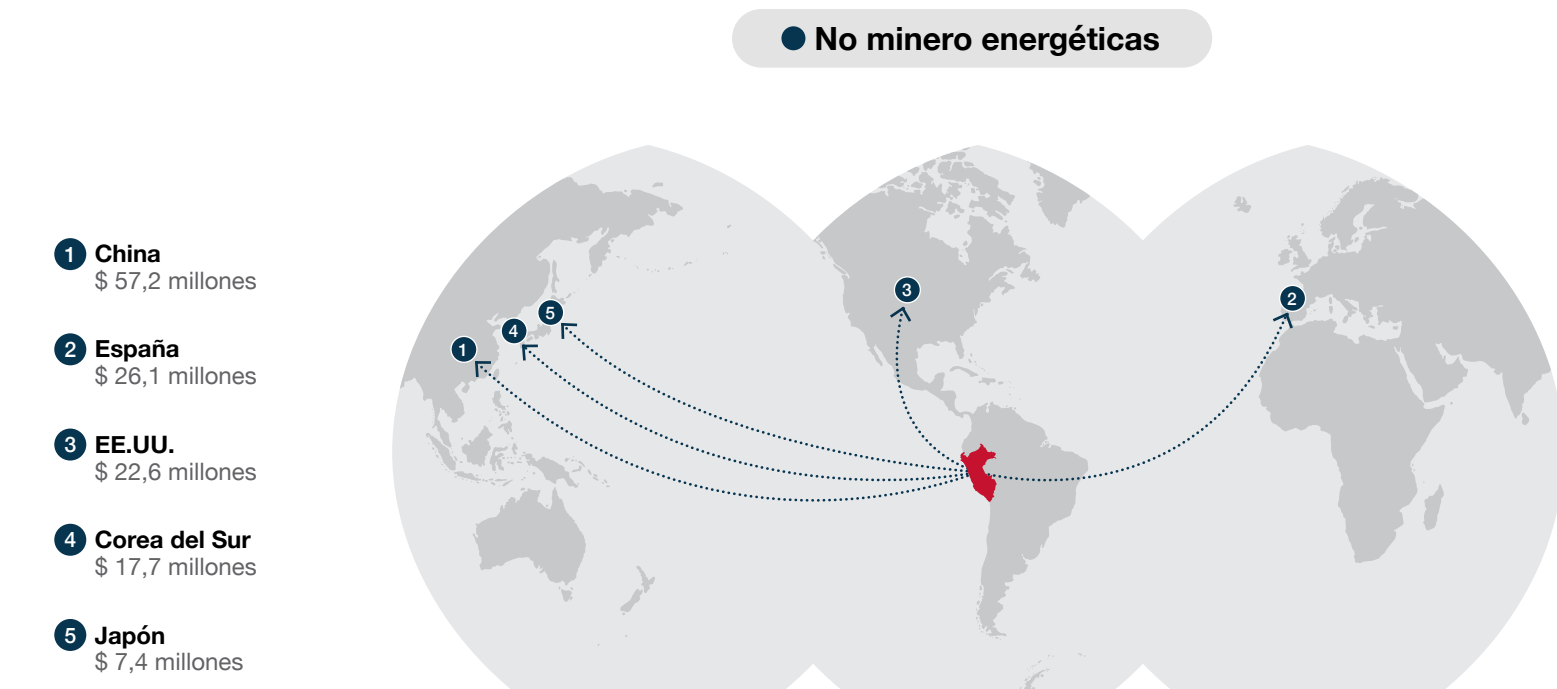 No minero energéticas
1 China
$ 57,2 millones
2 España
$ 26,1 millones
3 EE.UU.
$ 22,6 millones
4 Corea del Sur
$ 17,7 millones
5 Japón
$ 7,4 millones
3
2
5
4
1